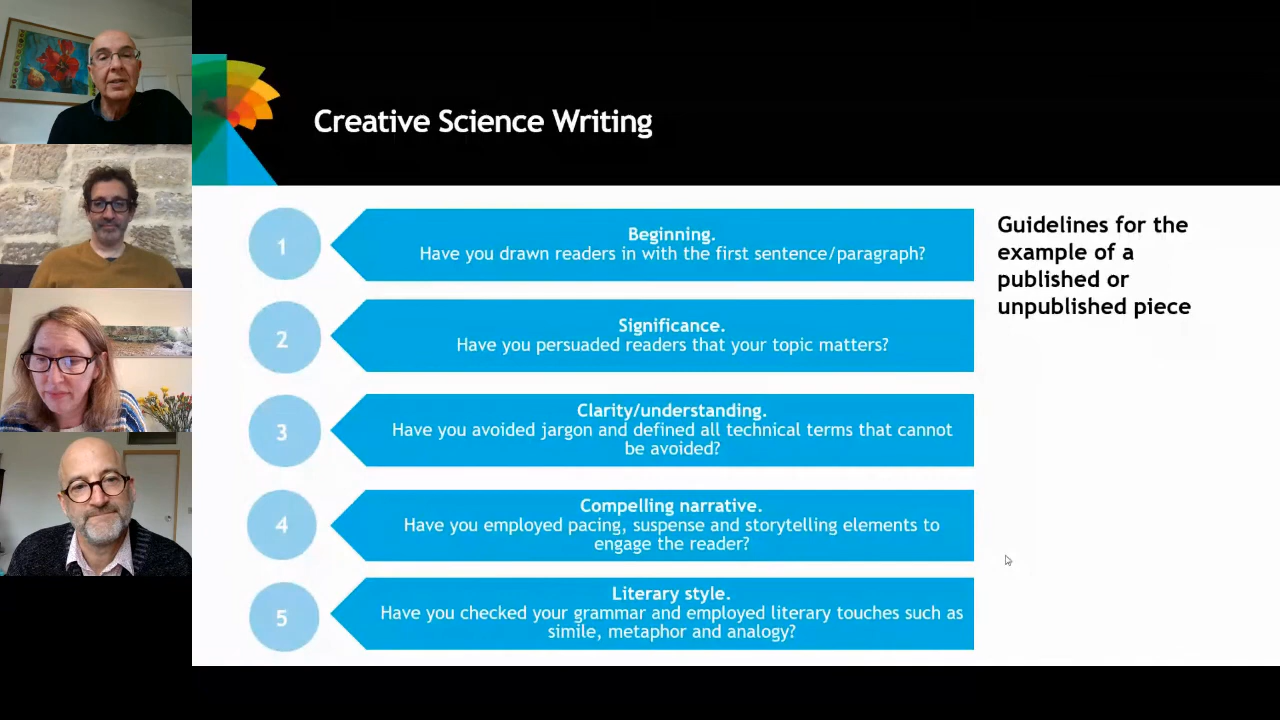 Creative Science Writing
1
Beginning.
Have you drawn readers in with the first sentence/paragraph?
2
Significance.
Have you persuaded readers that your topic matters?
3
Clarity/understanding.
Have you avoided jargon and defined all technical terms that cannot
be avoided?
4
Compelling narrative.
Have you employed pacing, suspense and storytelling elements to
engage the reader?
5
Literary style.
Have you checked your grammar and employed literary touches such as
simile, metaphor and analogy?
Guidelines for the
example of a
published or
unpublished piece